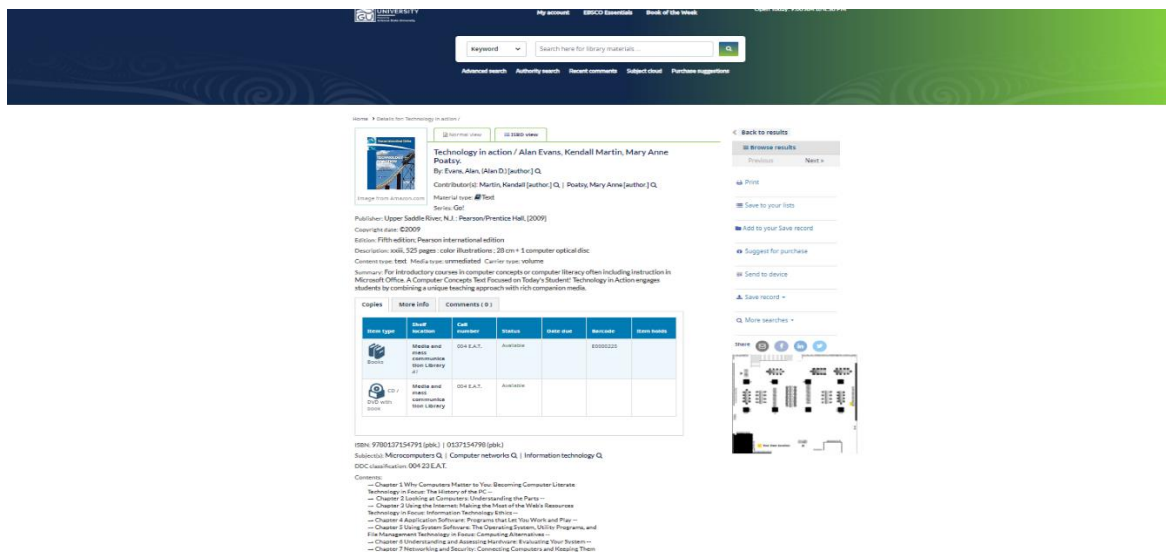 UNIVERSITY
GU
My account EBSCO Essentials Book of the Week
Keyword Search here for library materials ...
Advanced search Authority search Recent comments Subject cloud Purchase suggestions
Home Details for: Technology in action /
Normal view ISBD view
Technology in action / Alan Evans, Kendall Martin, Mary Anne
Poatsy.
By: Evans, Alan, (Alan D.) [author.]
Contributor(s): Martin, Kendall [author.] | Poatsy, Mary Anne [author.]
Material type: Text
Series: Go!
Image from Amazon.com
Publisher: Upper Saddle River, N.J. : Pearson/Prentice Hall, [2009]
Copyright date: ©2009
Edition: Fifth edition; Pearson international edition
Description: xxiii, 525 pages : color illustrations ; 28 cm + 1 computer optical disc
Content type: text Media type: unmediated Carrier type: volume
Summary: For introductory courses in computer concepts or computer literacy often including instruction in
Microsoft Office. A Computer Concepts Text Focused on Today's Student! Technology in Action engages
students by combining a unique teaching approach with rich companion media.
Copies More info Comments ( 0 )
Item type Shelf location Call number Status Date due Barcode Item holds
Books Media and mass communication Library 004 E.A.T. Available
CD / DVD with book Media and mass communication Library 004 E.A.T. Available
ISBN: 9780137154791 (pbk.) | 0137154798 (pbk.)
Subject(s): Microcomputers | Computer networks | Information technology
DDC classification: 004 23 E.A.T.
Contents:
— Chapter 1 Why Computers Matter to You: Becoming Computer Literate
Technology in Focus: The History of the PC --
— Chapter 2 Looking at Computers: Understanding the Parts --
— Chapter 3 Using the Internet: Making the Most of the Web's Resources
Technology in Focus: Information Technology Ethics --
— Chapter 4 Application Software: Programs that Let You Work and Play --
— Chapter 5 Using System Software: The Operating System, Utility Programs, and
File Management Technology in Focus: Computing Alternatives --
— Chapter 6 Understanding and Assessing Hardware: Evaluating Your System --
— Chapter 7 Networking and Security: Connecting Computers and Keeping Them
Back to results
Browse results
Previous Next »
Print
Save to your lists
Add to your Save record
Suggest for purchase
Send to device
Save record
More searches
Share